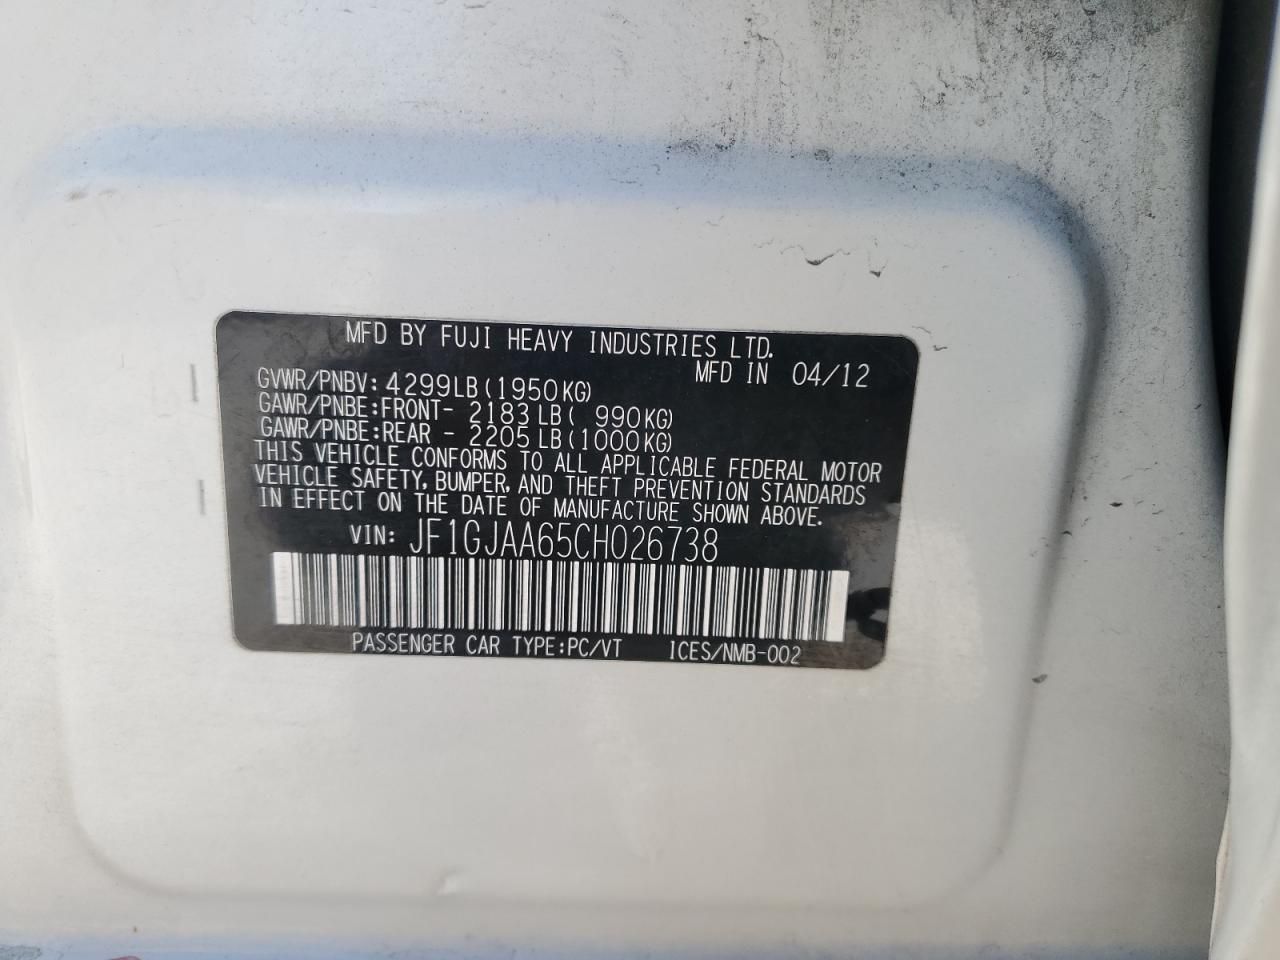 MFD BY FUJI HEAVY INDUSTRIES LTD.
MFD IN 04/12
GVWR/PNBV: 4299LB(1950KG)
GAWR/PNBE:FRONT- 2183LB( 990KG)
GAWR/PNBE:REAR - 2205LB(1000KG)
THIS VEHICLE CONFORMS TO ALL APPLICABLE FEDERAL MOTOR
VEHICLE SAFETY, BUMPER, AND THEFT PREVENTION STANDARDS
IN EFFECT ON THE DATE OF MANUFACTURE SHOWN ABOVE.
VIN: JF1GJAA65CH026738
PASSENGER CAR TYPE:PC/VT ICES/NMB-002